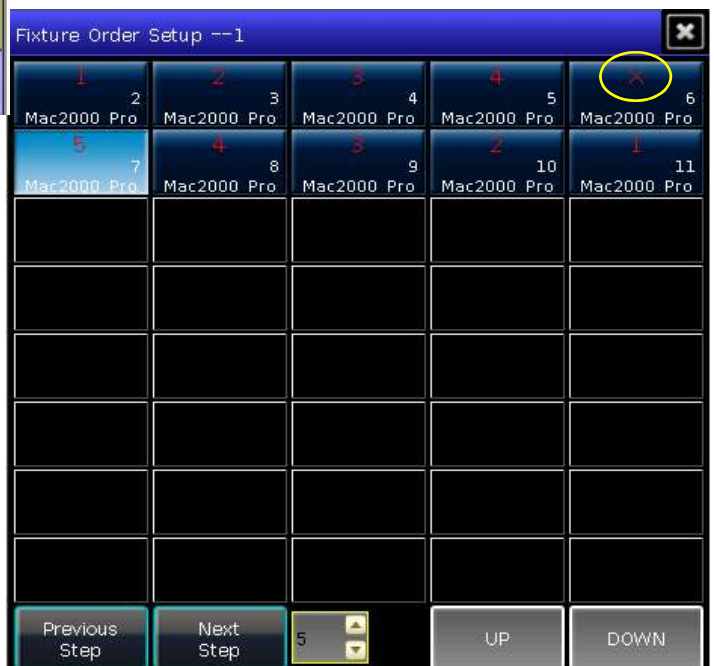 Fixture Order Setup --1
1 2 3 4 X
2 3 4 5 6
Mac2000 Pro Mac2000 Pro Mac2000 Pro Mac2000 Pro Mac2000 Pro
5 4 3 2 1
7 8 9 10 11
Mac2000 Pro Mac2000 Pro Mac2000 Pro Mac2000 Pro Mac2000 Pro
Previous Step
Next Step
5
UP
DOWN